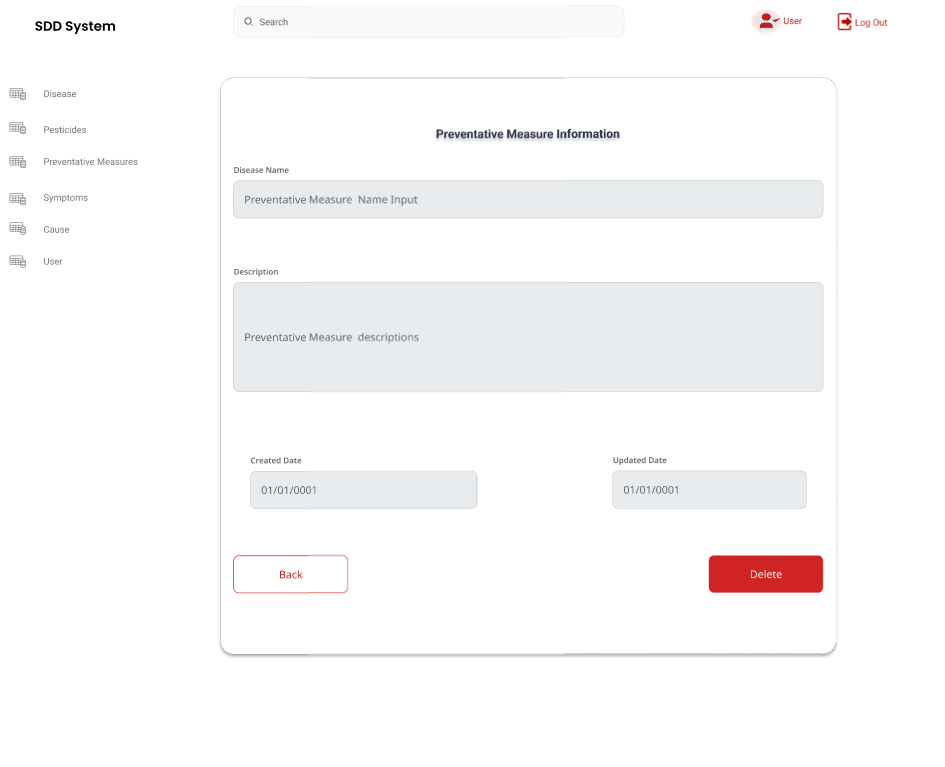 SDD System
Search
User
Log Out
Disease
Pesticides
Preventative Measures
Symptoms
Cause
User
Preventative Measure Information
Disease Name
Preventative Measure Name Input
Description
Preventative Measure descriptions
Created Date
Updated Date
01/01/0001
01/01/0001
Back
Delete